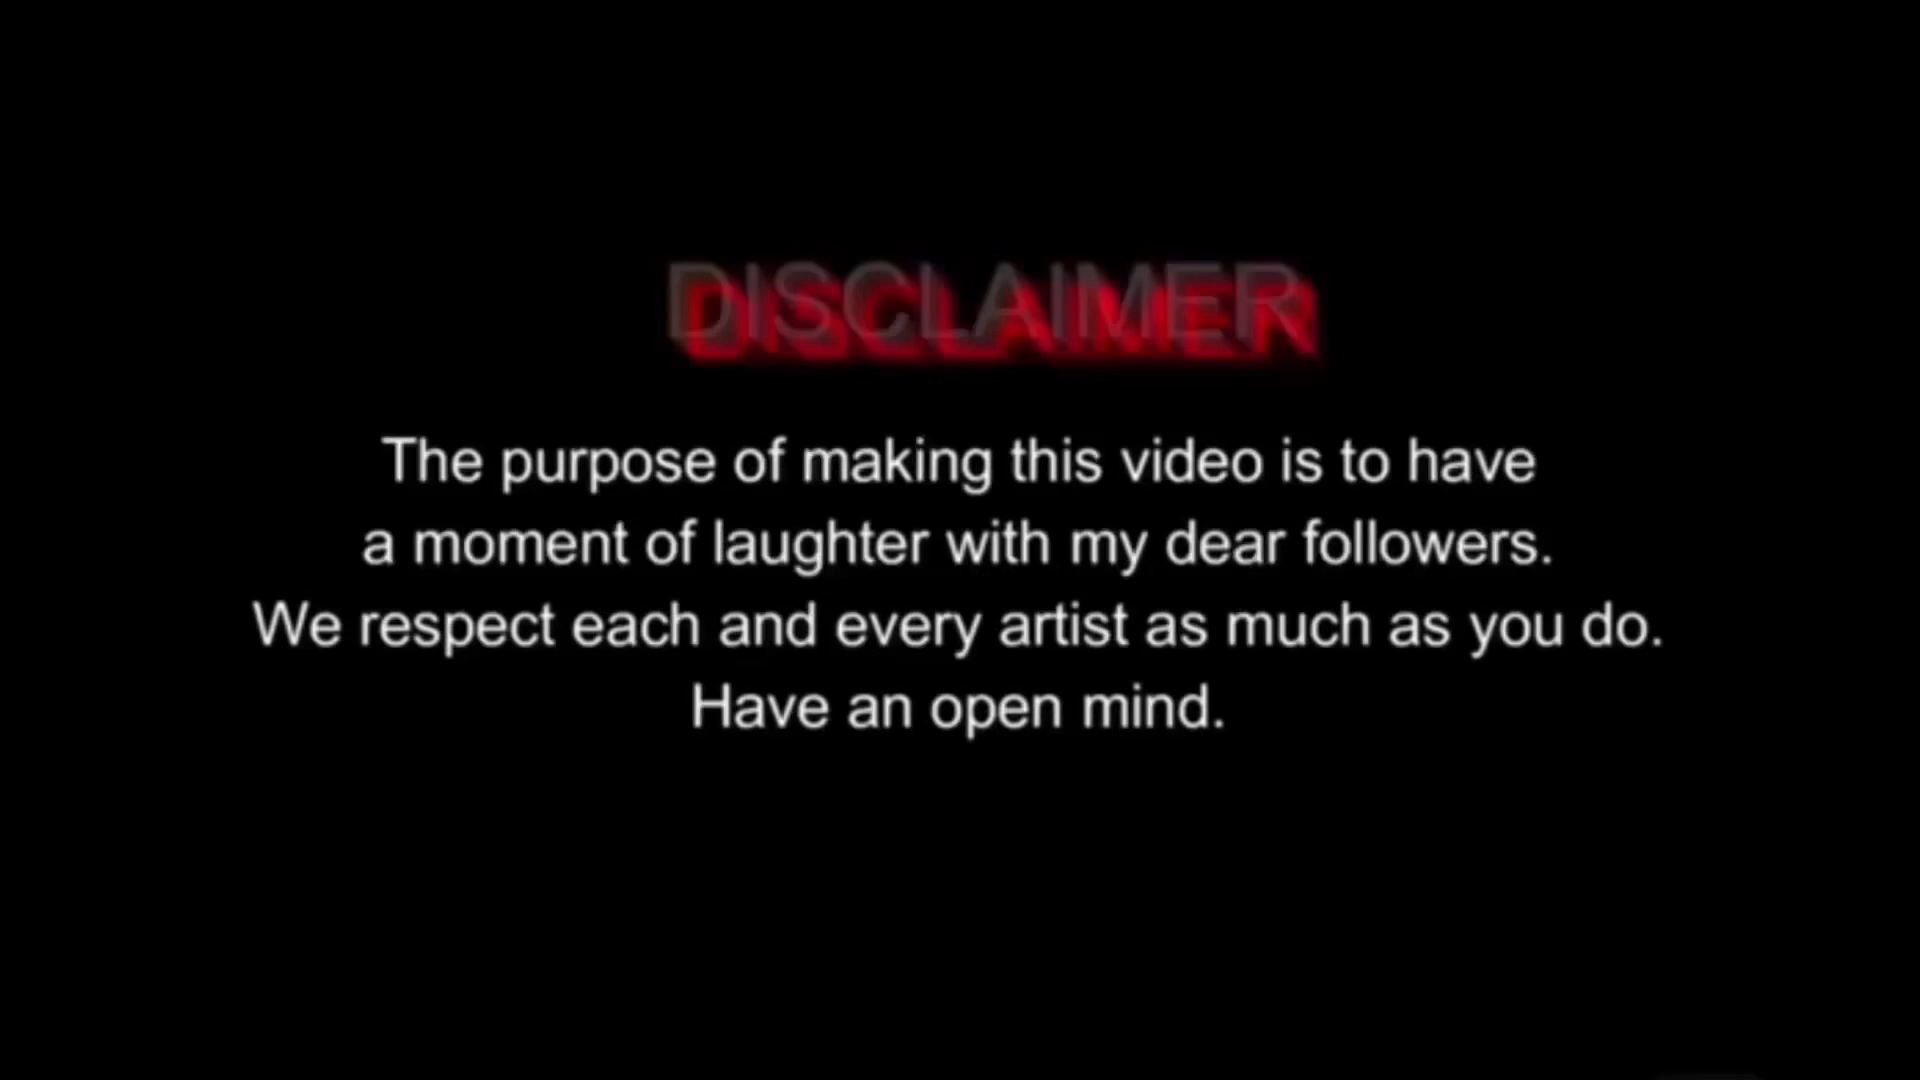 DISCLAIMER
The purpose of making this video is to have
a moment of laughter with my dear followers.
We respect each and every artist as much as you do.
Have an open mind.